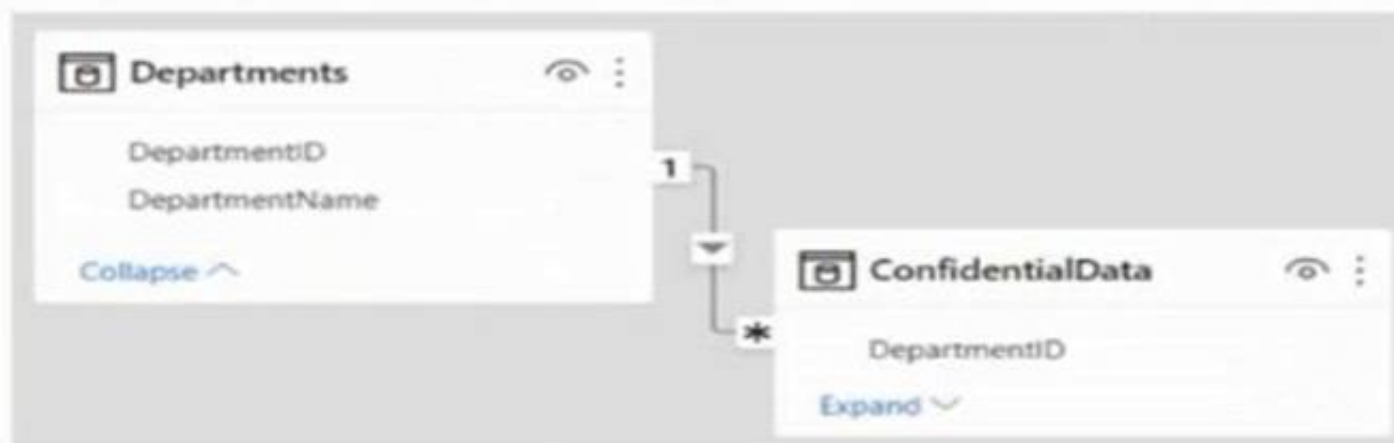 Departments
DepartmentID
DepartmentName
Collapse
1
ConfidentialData
*
DepartmentID
Expand